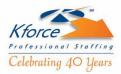 Kforce
Professional Staffing
Celebrating 40 Years